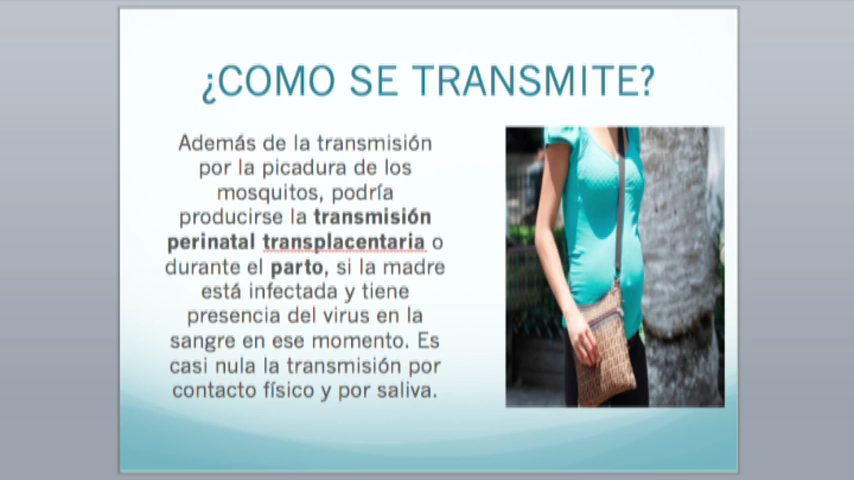 ¿COMO SE TRANSMITE?
Además de la transmisión
por la picadura de los
mosquitos, podría
producirse la transmisión
perinatal transplacentaria o
durante el parto, si la madre
está infectada y tiene
presencia del virus en la
sangre en ese momento. Es
casi nula la transmisión por
contacto físico y por saliva.